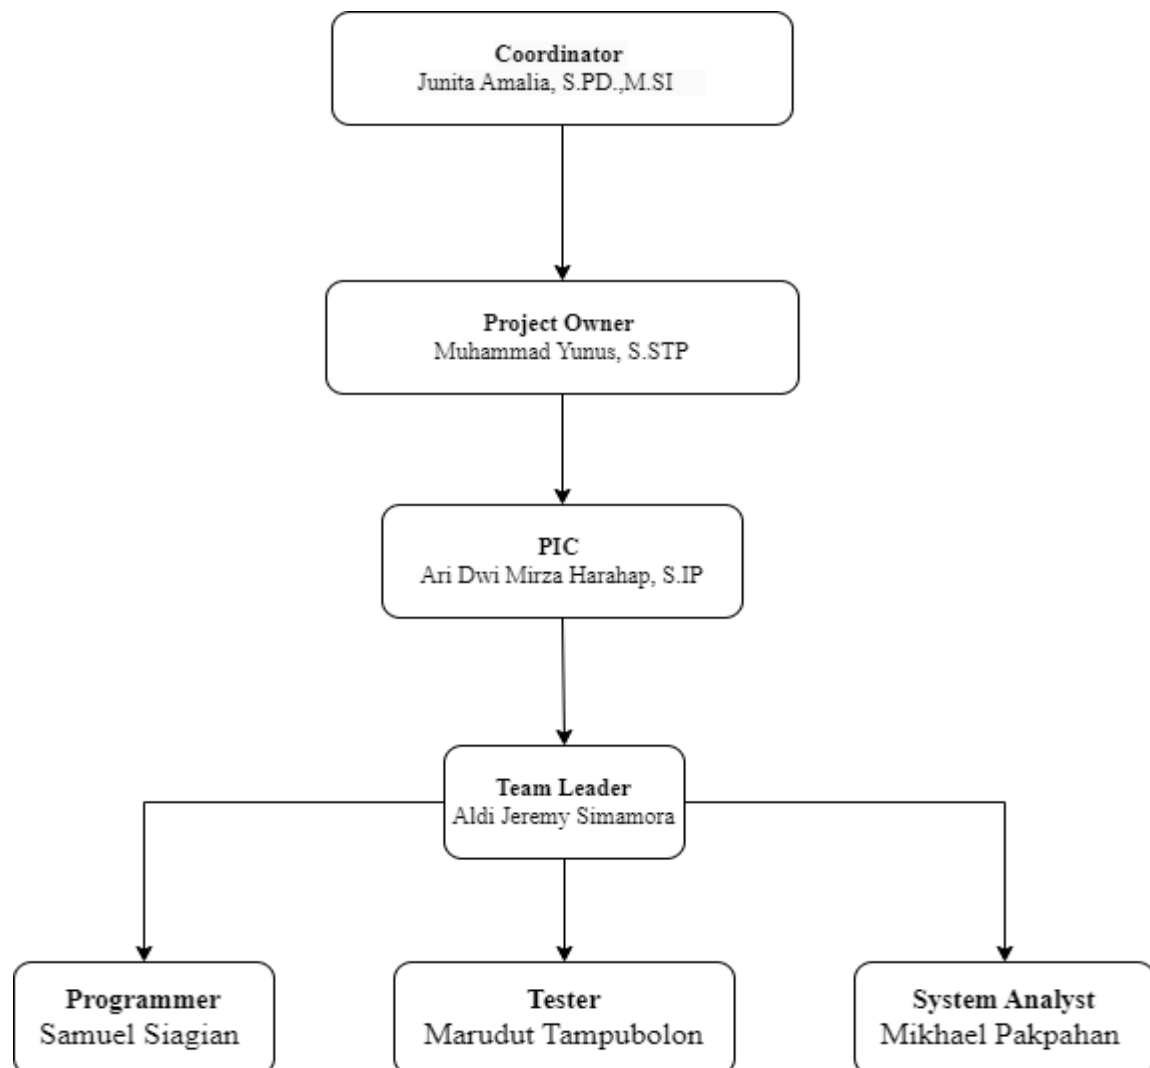 Coordinator
Junita Amalia, S.PD.,M.SI
Project Owner
Muhammad Yunus, S.STP
PIC
Ari Dwi Mirza Harahap, S.IP
Team Leader
Aldi Jeremy Simamora
Programmer
Samuel Siagian
Tester
Marudut Tampubolon
System Analyst
Mikhael Pakpahan